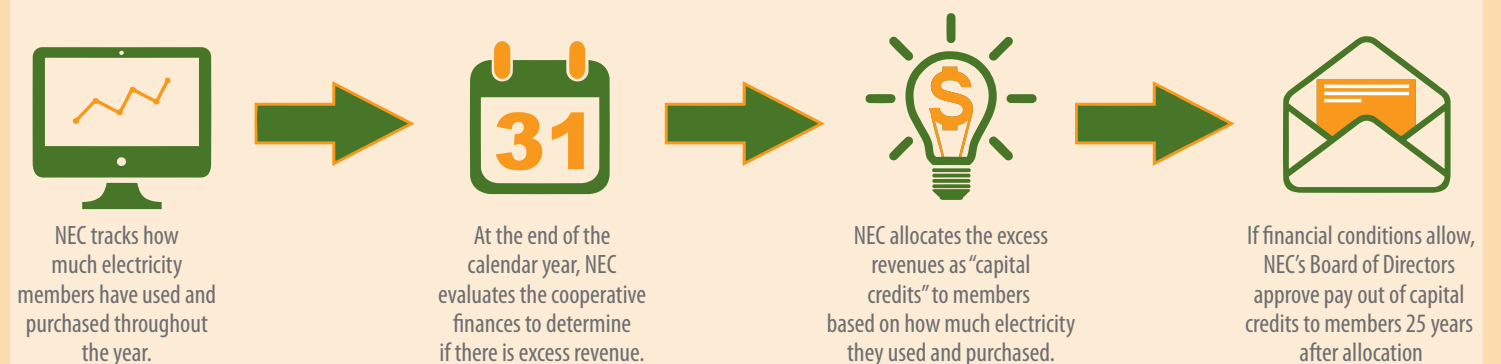 31
$
NEC tracks how
much electricity
members have used and
purchased throughout
the year.
At the end of the
calendar year, NEC
evaluates the cooperative
finances to determine
if there is excess revenue.
NEC allocates the excess
revenues as “capital
credits” to members
based on how much electricity
they used and purchased.
If financial conditions allow,
NEC’s Board of Directors
approve pay out of capital
credits to members 25 years
after allocation